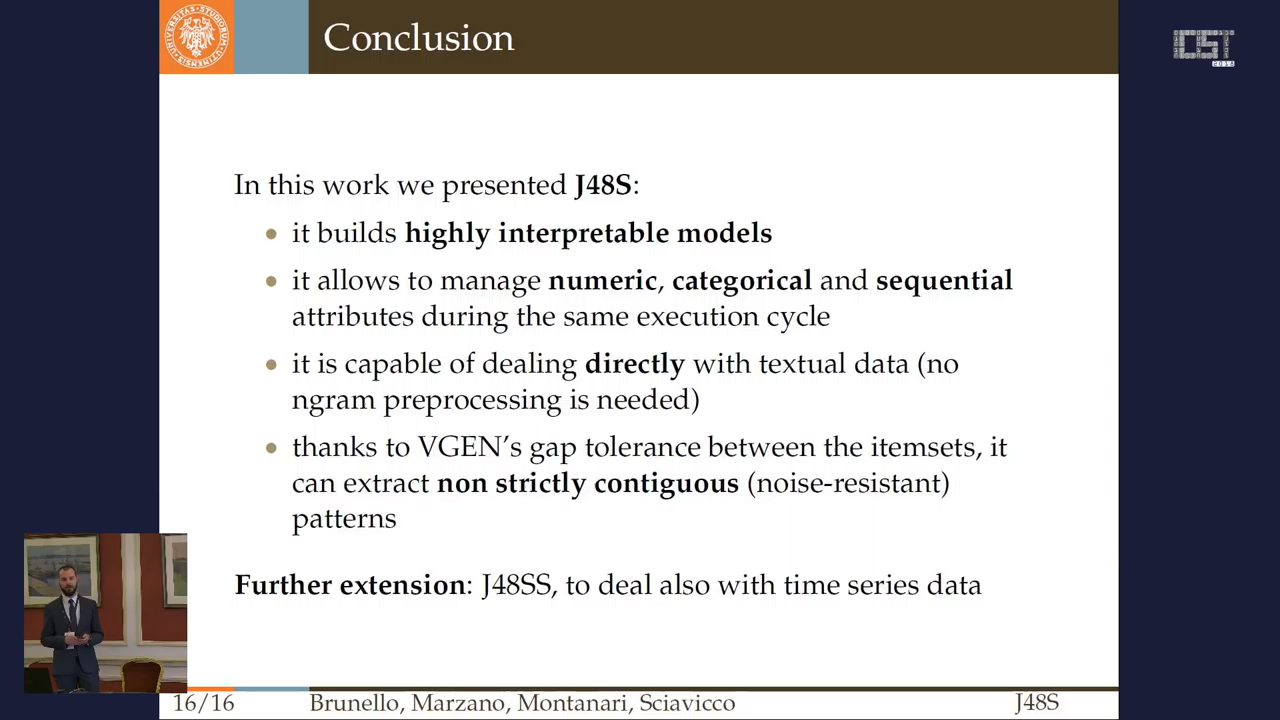 Conclusion
In this work we presented J48S:
it builds highly interpretable models
it allows to manage numeric, categorical and sequential
attributes during the same execution cycle
it is capable of dealing directly with textual data (no
ngram preprocessing is needed)
thanks to VGEN’s gap tolerance between the itemsets, it
can extract non strictly contiguous (noise-resistant)
patterns
Further extension: J48SS, to deal also with time series data
16/16 Brunello, Marzano, Montanari, Sciavicco J48S
2018